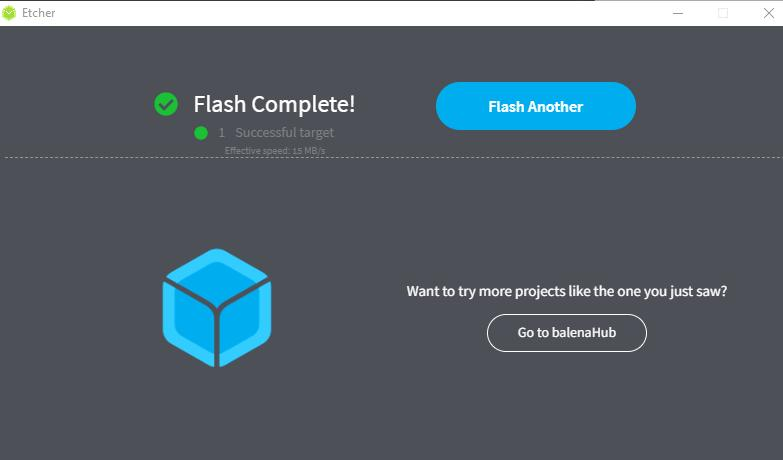 Etcher
Flash Complete!
1 Successful target
Effective speed: 15 MB/s
Flash Another
Want to try more projects like the one you just saw?
Go to balenaHub